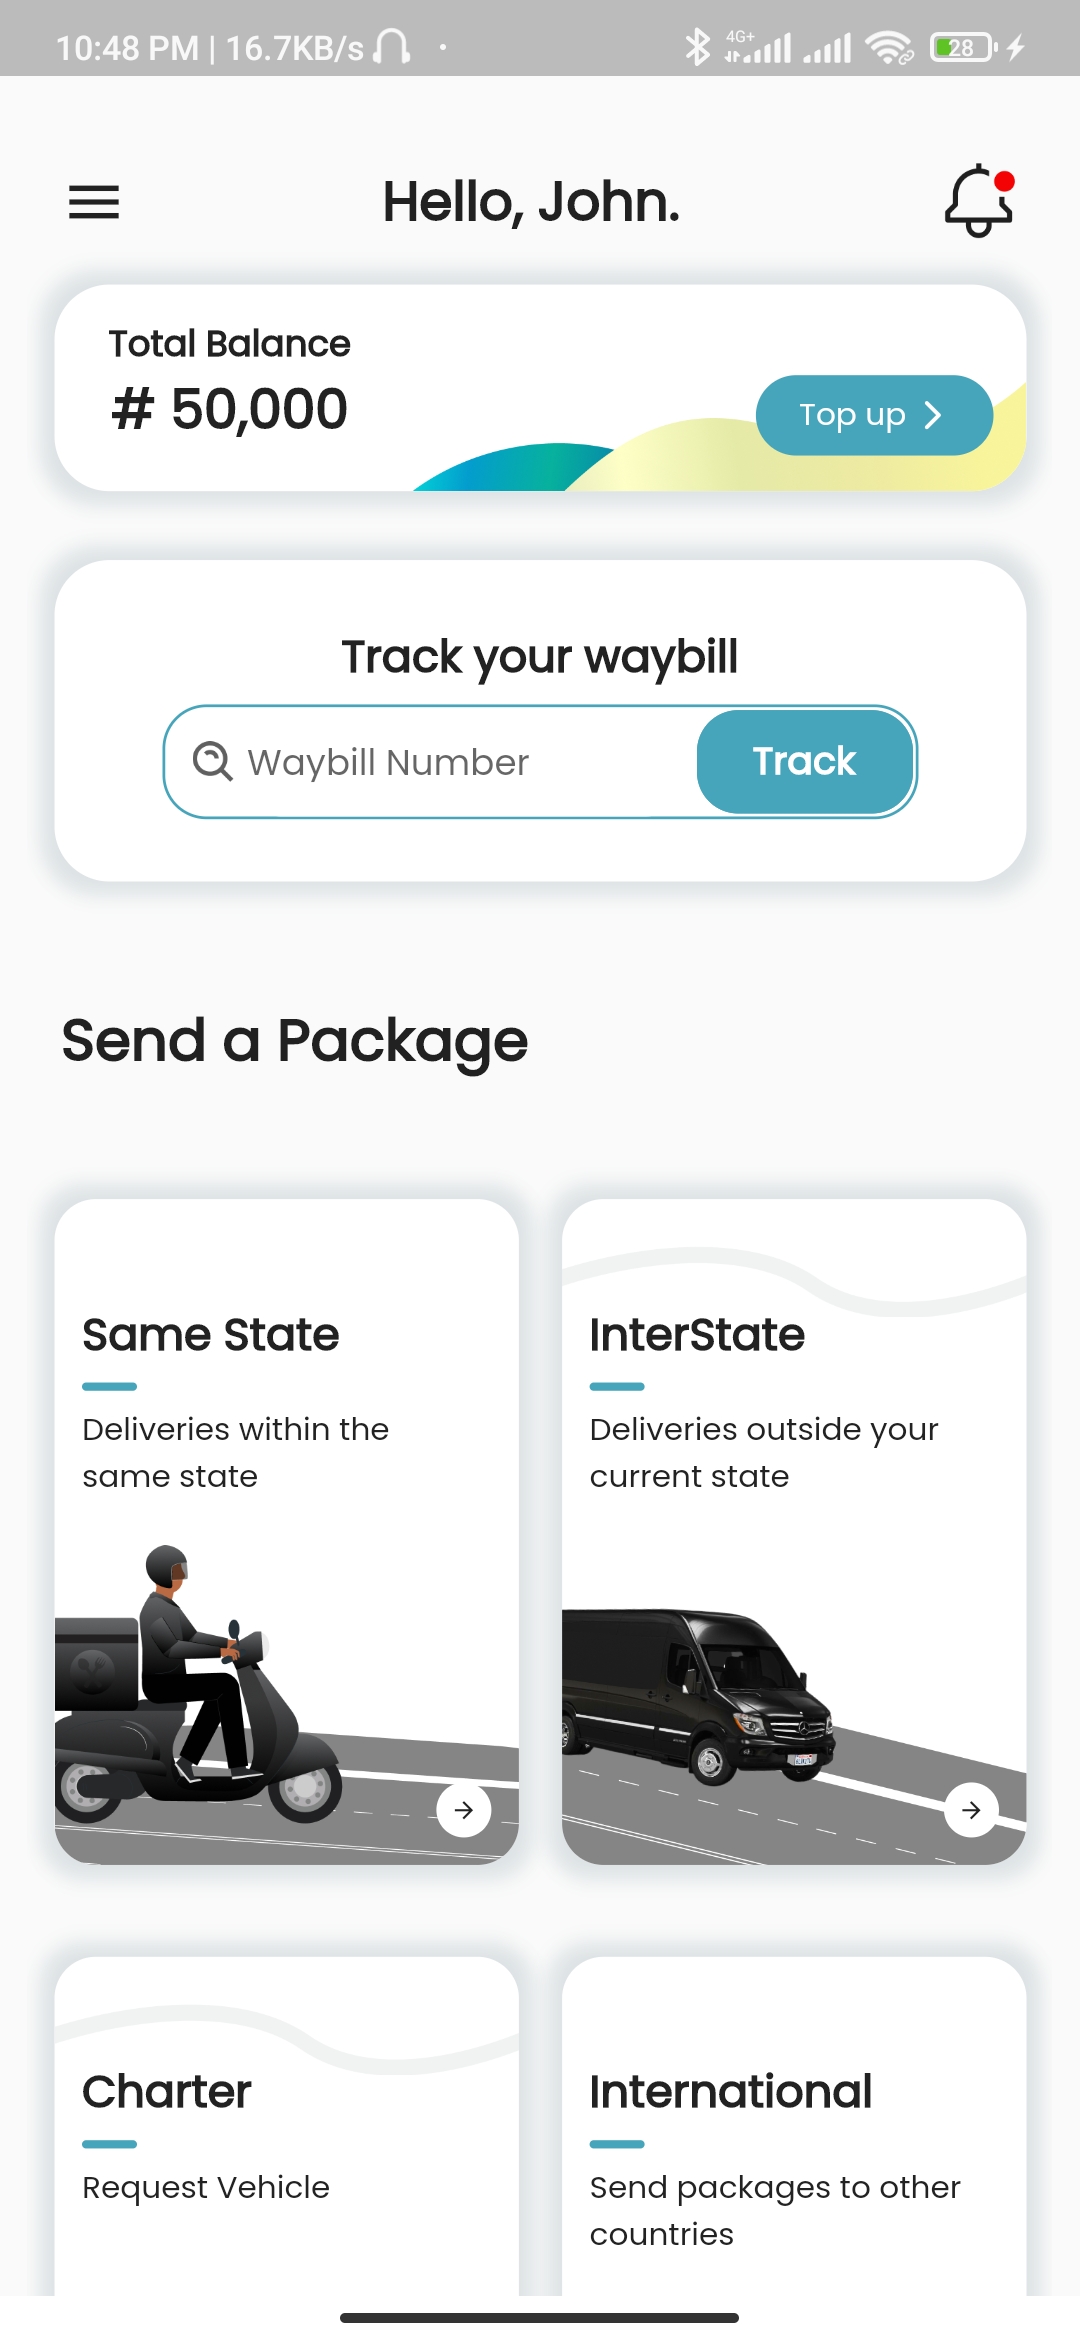 10:48 PM | 16.7KB/s
4G+
28
Hello, John.
Total Balance
# 50,000
Top up
Track your waybill
Waybill Number
Track
Send a Package
Same State
Deliveries within the
same state
InterState
Deliveries outside your
current state
Charter
Request Vehicle
International
Send packages to other
countries